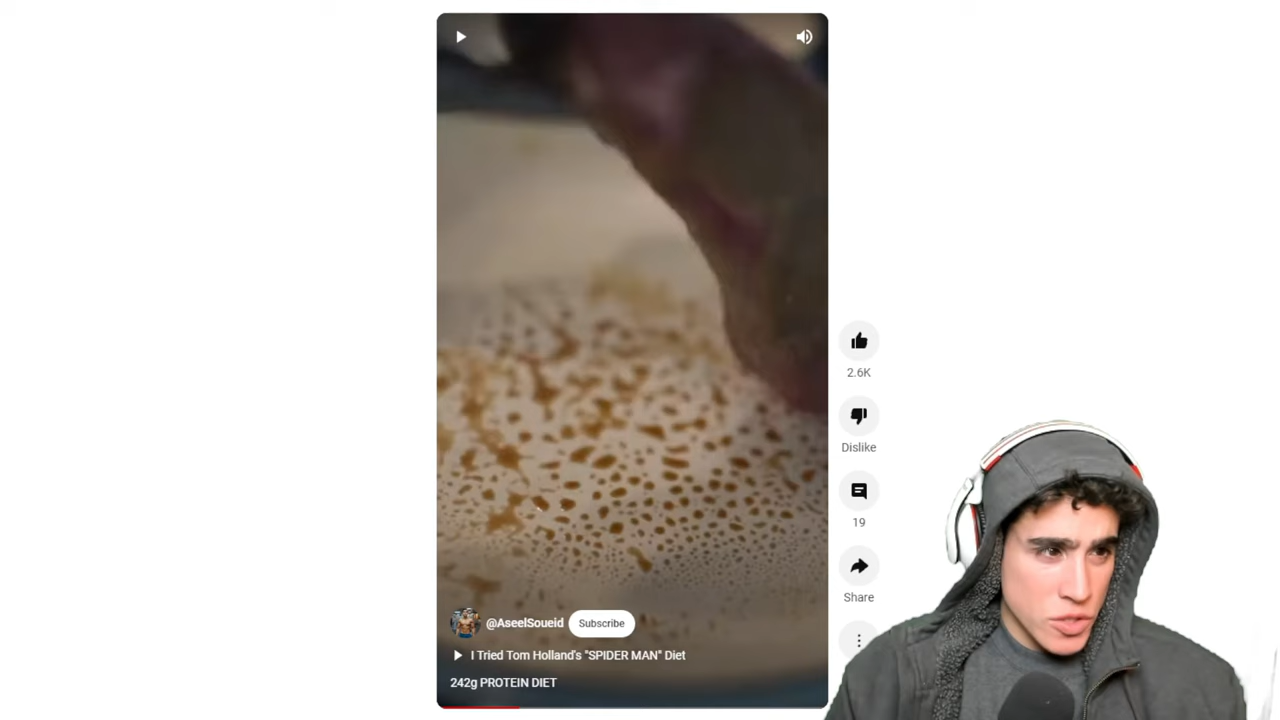 2.6K
Dislike
19
Share
@AseelSoueid Subscribe
I Tried Tom Holland's "SPIDER MAN" Diet
242g PROTEIN DIET